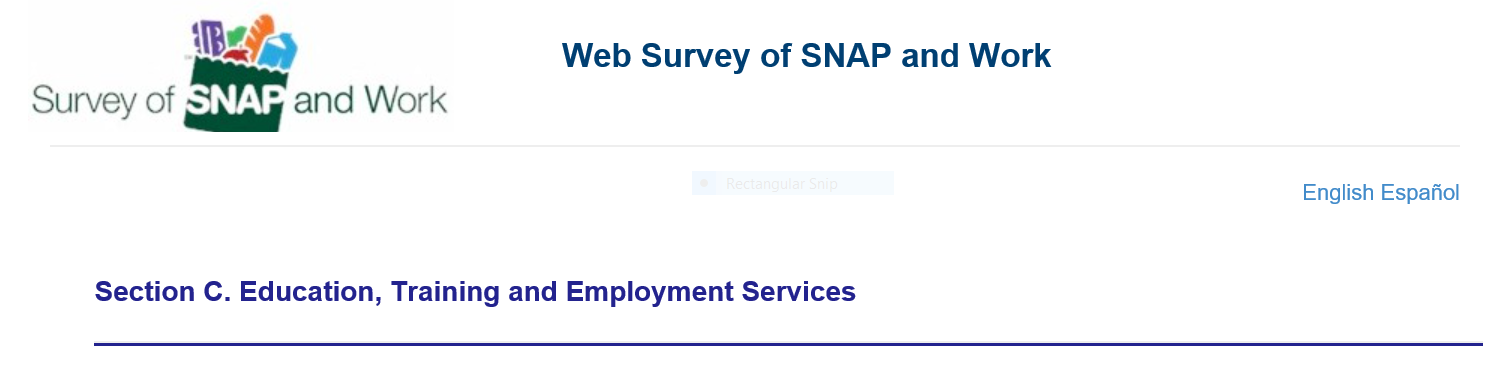 Web Survey of SNAP and Work
Survey of SNAP and Work
Rectangular Snip
English Español
Section C. Education, Training and Employment Services